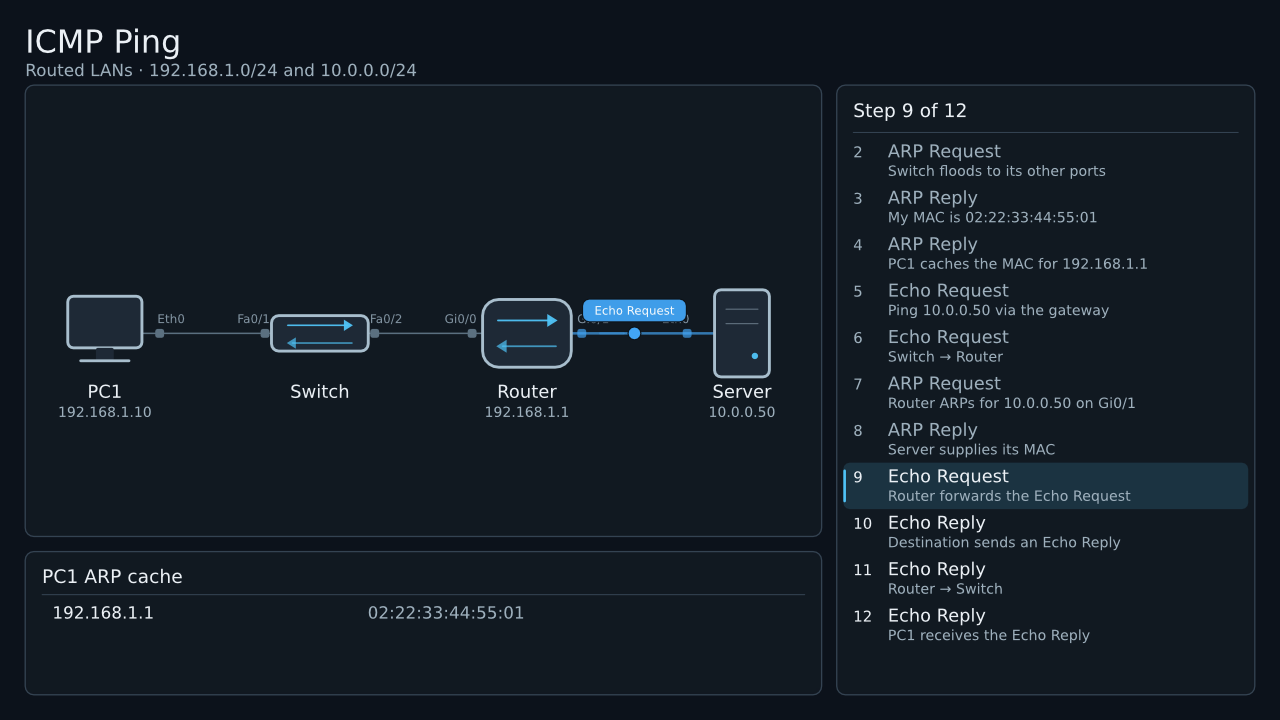 ICMP Ping
Routed LANs · 192.168.1.0/24 and 10.0.0.0/24
Eth0
Fa0/1
Fa0/2
Gi0/0
Echo Request
PC1
192.168.1.10
Switch
Router
192.168.1.1
Server
10.0.0.50
PC1 ARP cache
192.168.1.1 02:22:33:44:55:01
Step 9 of 12
2 ARP Request
Switch floods to its other ports
3 ARP Reply
My MAC is 02:22:33:44:55:01
4 ARP Reply
PC1 caches the MAC for 192.168.1.1
5 Echo Request
Ping 10.0.0.50 via the gateway
6 Echo Request
Switch → Router
7 ARP Request
Router ARPs for 10.0.0.50 on Gi0/1
8 ARP Reply
Server supplies its MAC
9 Echo Request
Router forwards the Echo Request
10 Echo Reply
Destination sends an Echo Reply
11 Echo Reply
Router → Switch
12 Echo Reply
PC1 receives the Echo Reply